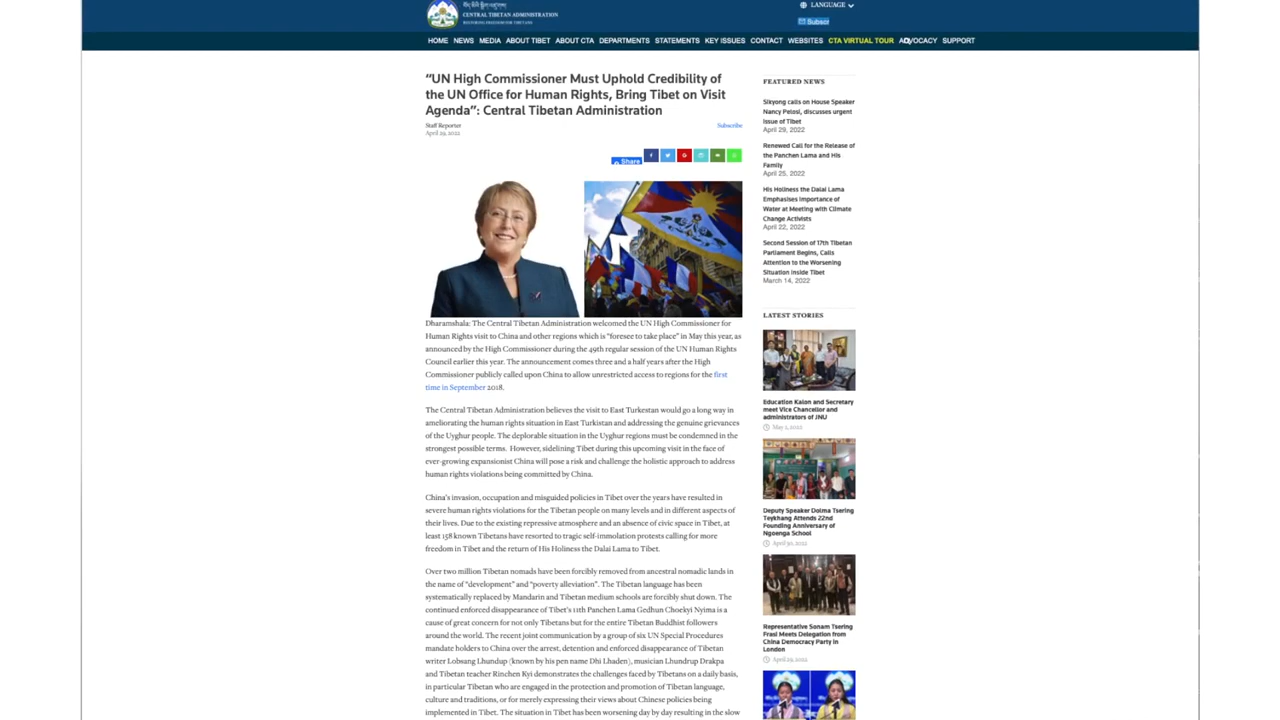 བོད་མིའི་སྒྲིག་འཛུགས།
CENTRAL TIBETAN ADMINISTRATION
RESTORING FREEDOM FOR TIBETANS
LANGUAGE
Subscr
HOME NEWS MEDIA ABOUT TIBET ABOUT CTA DEPARTMENTS STATEMENTS KEY ISSUES CONTACT WEBSITES CTA VIRTUAL TOUR ADVOCACY SUPPORT
“UN High Commissioner Must Uphold Credibility of
the UN Office for Human Rights, Bring Tibet on Visit
Agenda”: Central Tibetan Administration
Staff Reporter
April 29, 2022
Subscribe
Share
Dharamshala: The Central Tibetan Administration welcomed the UN High Commissioner for
Human Rights visit to China and other regions which is “foresee to take place” in May this year, as
announced by the High Commissioner during the 49th regular session of the UN Human Rights
Council earlier this year. The announcement comes three and a half years after the High
Commissioner publicly called upon China to allow unrestricted access to regions for the first
time in September 2018.
The Central Tibetan Administration believes the visit to East Turkestan would go a long way in
ameliorating the human rights situation in East Turkistan and addressing the genuine grievances
of the Uyghur people. The deplorable situation in the Uyghur regions must be condemned in the
strongest possible terms. However, sidelining Tibet during this upcoming visit in the face of
ever-growing expansionist China will pose a risk and challenge the holistic approach to address
human rights violations being committed by China.
China's invasion, occupation and misguided policies in Tibet over the years have resulted in
severe human rights violations for the Tibetan people on many levels and in different aspects of
their lives. Due to the existing repressive atmosphere and an absence of civic space in Tibet, at
least 158 known Tibetans have resorted to tragic self-immolation protests calling for more
freedom in Tibet and the return of His Holiness the Dalai Lama to Tibet.
Over two million Tibetan nomads have been forcibly removed from ancestral nomadic lands in
the name of “development” and “poverty alleviation”. The Tibetan language has been
systematically replaced by Mandarin and Tibetan medium schools are forcibly shut down. The
continued enforced disappearance of Tibet's 11th Panchen Lama Gedhun Choekyi Nyima is a
cause of great concern for not only Tibetans but for the entire Tibetan Buddhist followers
around the world. The recent joint communication by a group of six UN Special Procedures
mandate holders to China over the arrest, detention and enforced disappearance of Tibetan
writer Lobsang Lhundup (known by his pen name Dhi Lhaden), musician Lhundrup Drakpa
and Tibetan teacher Rinchen Kyi demonstrates the challenges faced by Tibetans on a daily basis,
in particular Tibetan who are engaged in the protection and promotion of Tibetan language,
culture and traditions, or for merely expressing their views about Chinese policies being
implemented in Tibet. The situation in Tibet has been worsening day by day resulting in the slow
FEATURED NEWS
Sikyong calls on House Speaker
Nancy Pelosi, discusses urgent
issue of Tibet
April 29, 2022
Renewed Call for the Release of
the Panchen Lama and His
Family
April 25, 2022
His Holiness the Dalai Lama
Emphasises Importance of
Water at Meeting with Climate
Change Activists
April 22, 2022
Second Session of 17th Tibetan
Parliament Begins, Calls
Attention to the Worsening
Situation Inside Tibet
March 14, 2022
LATEST STORIES
Education Kalon and Secretary
meet Vice Chancellor and
administrators of JNU
May 2, 2022
Deputy Speaker Dolma Tsering
Teykhang Attends 22nd
Founding Anniversary of
Ngoenga School
April 30, 2022
Representative Sonam Tsering
Frasi Meets Delegation from
China Democracy Party in
London
April 29, 2022